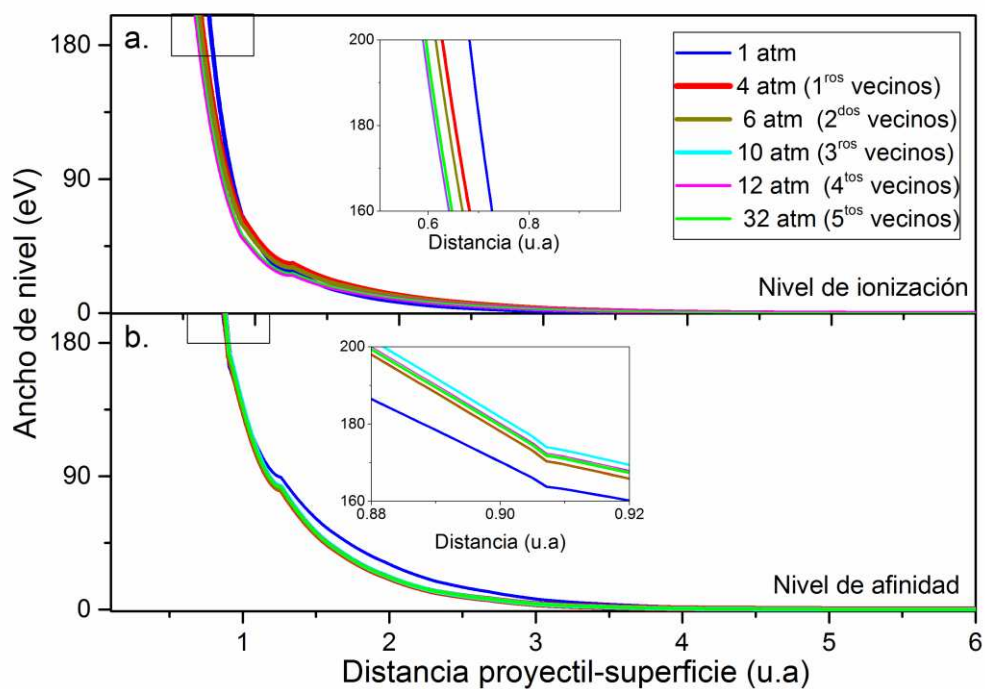 a.
180
90
0
Ancho de nivel (eV)
200
180
160
0.6 0.8
Distancia (u.a)
1 atm
4 atm (1ros vecinos)
6 atm (2dos vecinos)
10 atm (3ros vecinos)
12 atm (4tos vecinos)
32 atm (5tos vecinos)
Nivel de ionización
b.
180
90
0
200
180
160
0.88 0.90 0.92
Distancia (u.a)
Nivel de afinidad
1 2 3 4 5 6
Distancia proyectil-superficie (u.a)